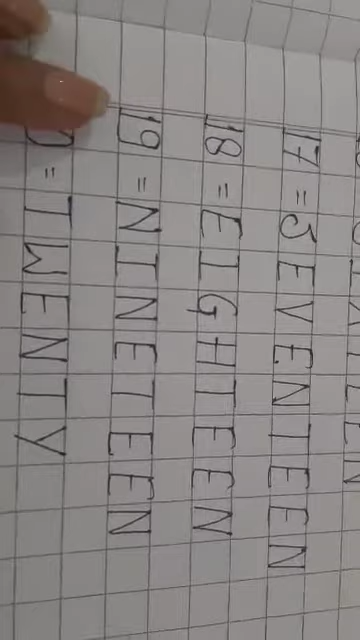 17 = SEVENTEEN
18 = EIGHTEEN
19 = NINETEEN
= TWENTY